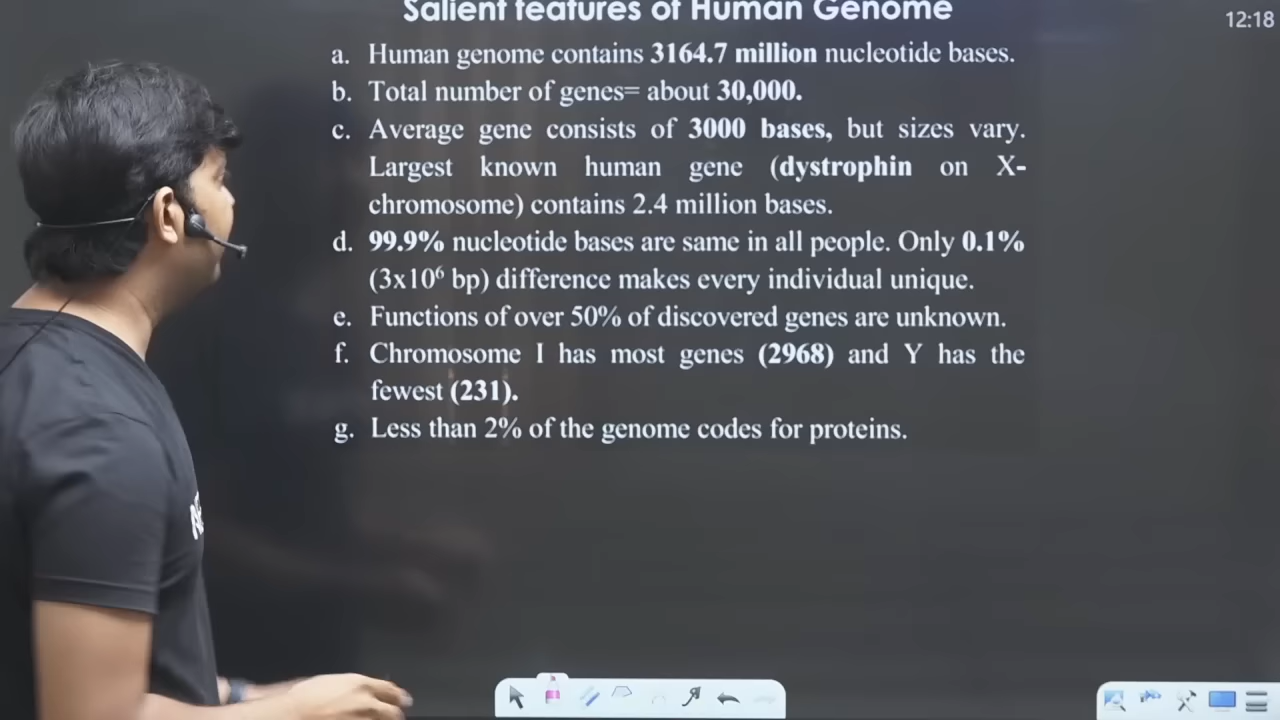 Salient features of Human Genome
12:18
a. Human genome contains 3164.7 million nucleotide bases.
b. Total number of genes= about 30,000.
c. Average gene consists of 3000 bases, but sizes vary.
Largest known human gene (dystrophin on X-
chromosome) contains 2.4 million bases.
d. 99.9% nucleotide bases are same in all people. Only 0.1%
(3x10⁶ bp) difference makes every individual unique.
e. Functions of over 50% of discovered genes are unknown.
f. Chromosome I has most genes (2968) and Y has the
fewest (231).
g. Less than 2% of the genome codes for proteins.